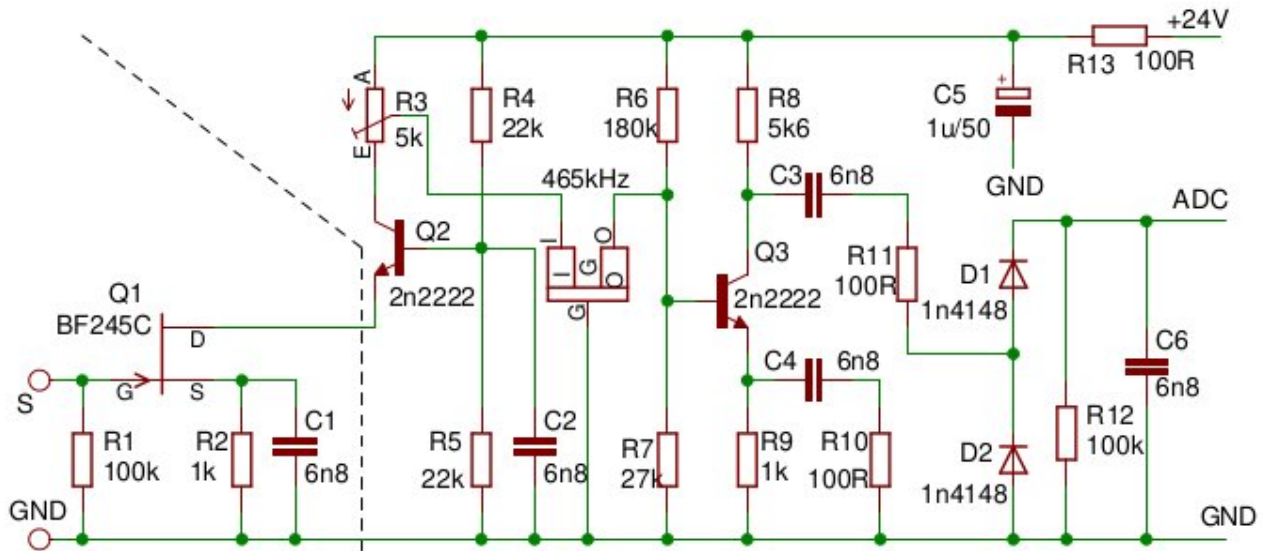 +24V
R13
100R
A
R3
5k
E
R4
22k
R6
180k
R8
5k6
+
C5
1u/50
GND
465kHz
C3
6n8
ADC
I
O
I
G
O
G
Q2
2n2222
Q3
2n2222
R11
100R
D1
1n4148
Q1
BF245C
D
G
S
S
C4
6n8
C6
6n8
R1
100k
R2
1k
C1
6n8
R5
22k
C2
6n8
R7
27k
R9
1k
R10
100R
D2
1n4148
R12
100k
GND
GND